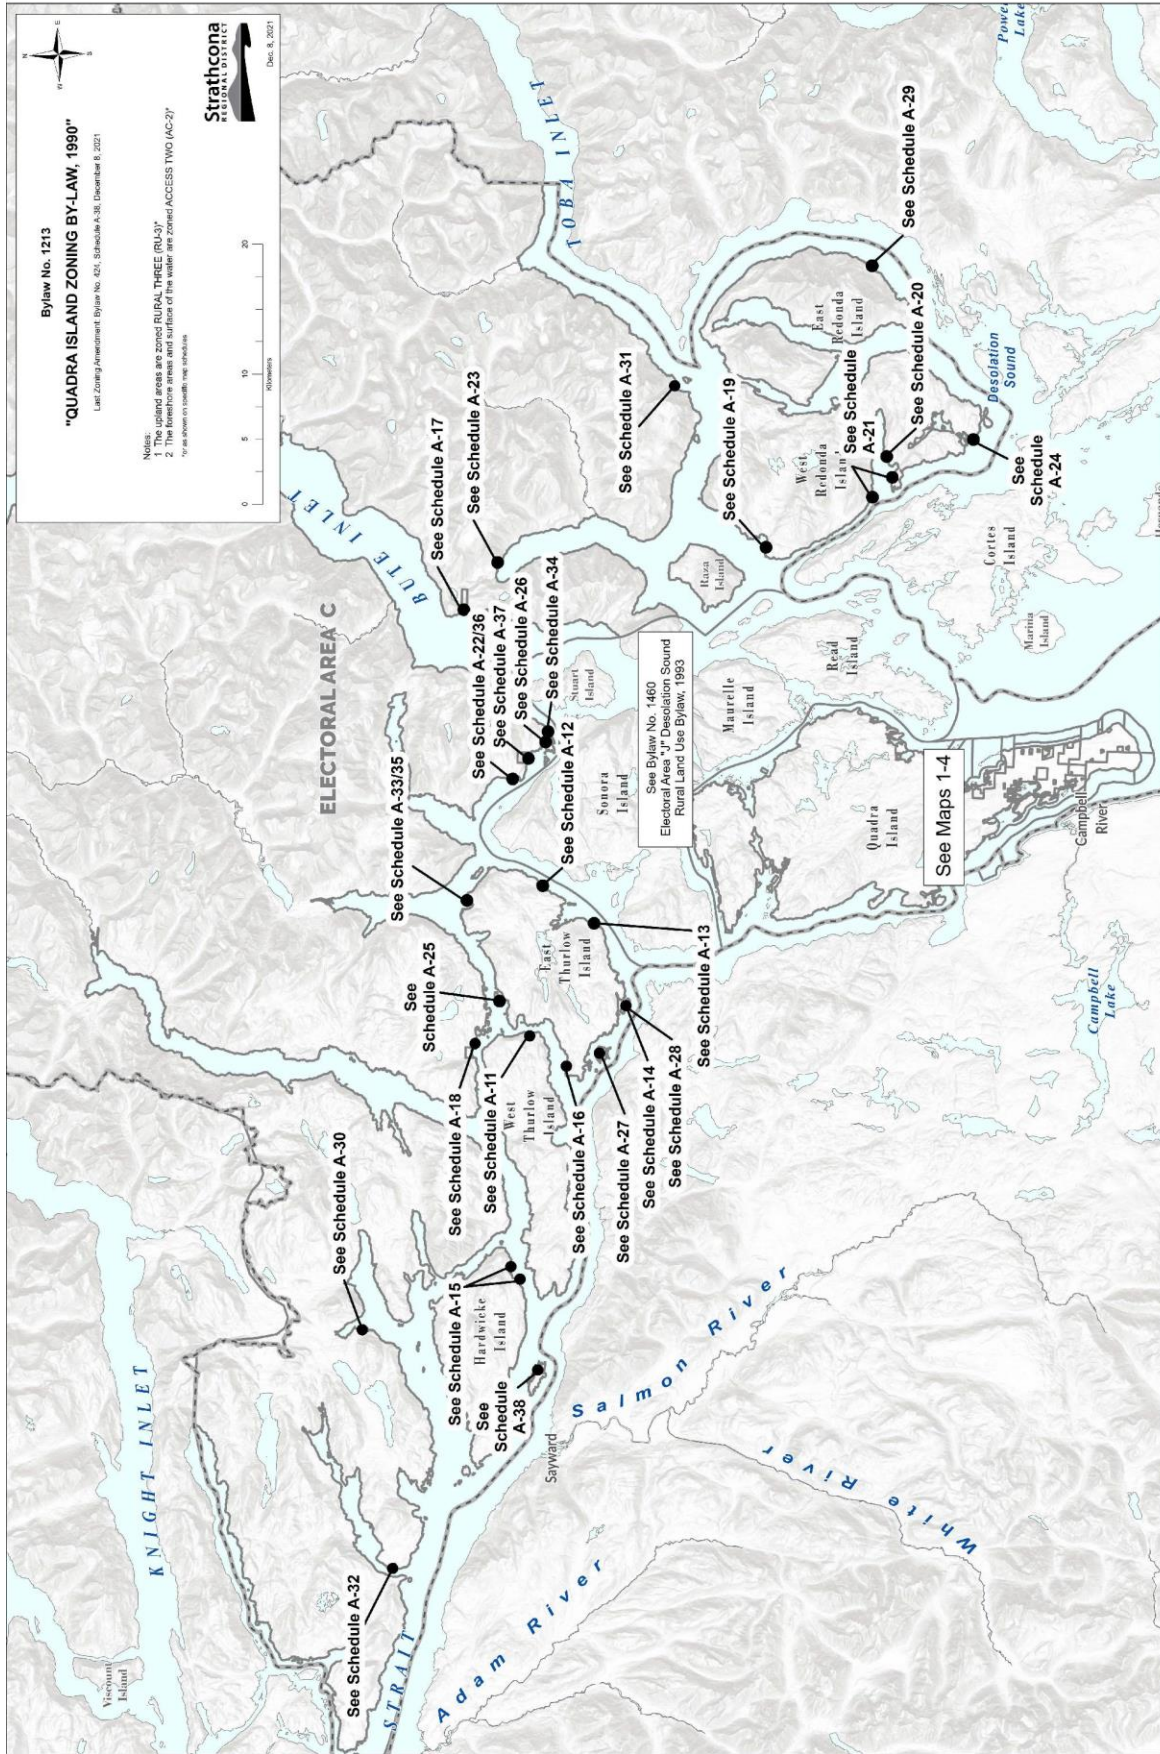 Bylaw No. 1213
"QUADRA ISLAND ZONING BY-LAW, 1990"
Last Zoning Amendment: Bylaw No. 424, Schedule A-38, December 8, 2021
N
E
S
W
Notes:
1 The upland areas are zoned RURAL THREE (RU-3)*
2 The foreshore areas and surface of the water are zoned ACCESS TWO (AC-2)*
*or as shown on specific map schedules
0 5 10 20
Kilometers
Strathcona
REGIONAL DISTRICT
Dec. 8, 2021
Viscount
Island
KNIGHT INLET
See Schedule A-32
STRAIT
Adam River
White River
Salmon River
Sayward
See Schedule A-30
See Schedule A-15
Hardwicke
Island
See
Schedule
A-38
See Schedule A-18
See Schedule A-11
West
Thurlow
Island
See Schedule A-16
See Schedule A-27
See Schedule A-14
See Schedule A-28
See
Schedule A-25
See Schedule A-33/35
East
Thurlow
Island
See Schedule A-13
ELECTORAL AREA C
See Schedule A-22/36
See Schedule A-37
See Schedule A-26
See Schedule A-34
See Schedule A-12
Sonora
Island
Stuart
Island
BUTE INLET
See Schedule A-17
See Schedule A-23
See Bylaw No. 1460
Electoral Area "J" Desolation Sound
Rural Land Use Bylaw, 1993
Maurelle
Island
Read
Island
Raza
Island
Quadra
Island
See Maps 1-4
Campbell
River
Campbell
Lake
Marina
Island
Cortes
Island
See Schedule A-31
See Schedule A-19
West
Redonda
Islan'
See Schedule
A-21
See Schedule A-20
East
Redonda
Island
See Schedule A-29
See
Schedule
A-24
Desolation
Sound
TOBA INLET
Powe
Lake